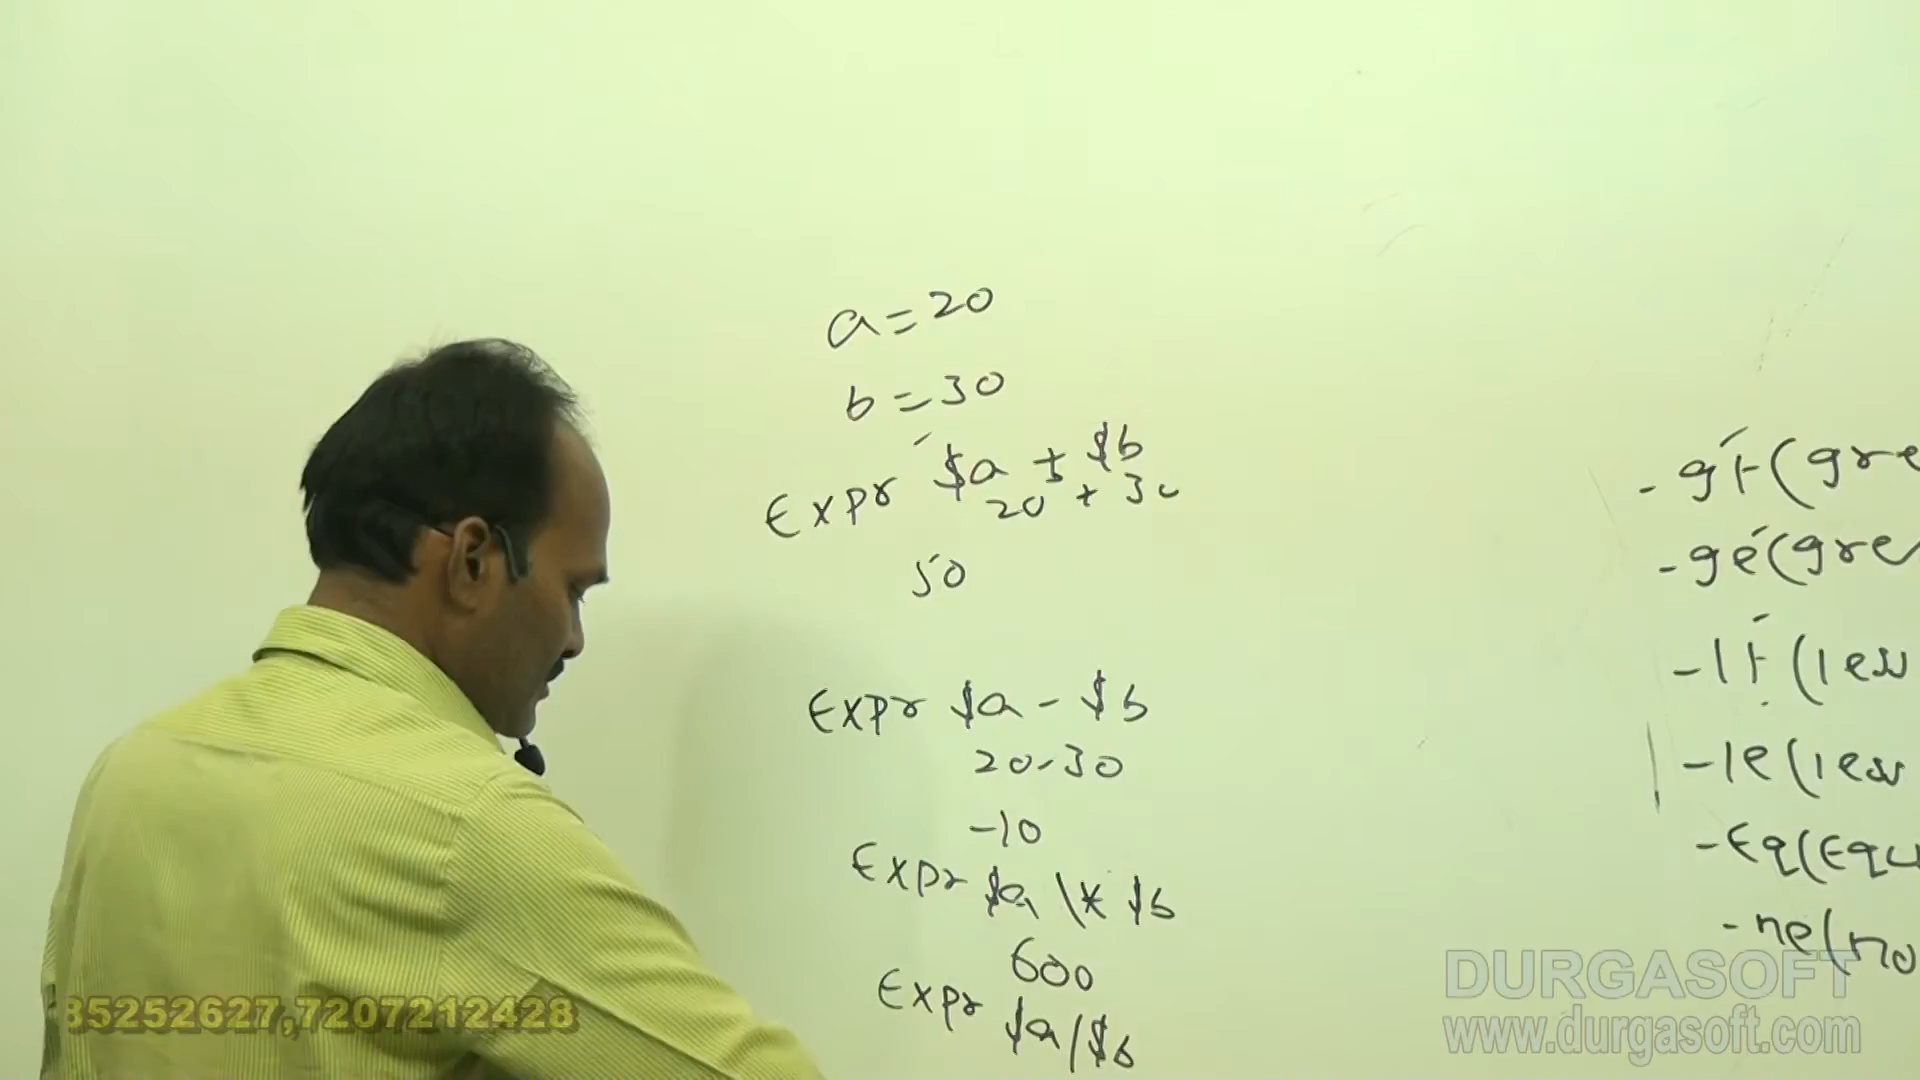 a=20
b=30
Expr $a + $b
20 + 30
50
Expr $a - $b
20-30
-10
Expr $a \* $b
600
Expr $a/$b
-gt(gre
-ge(gre
-lt(less
-le(less
-Eq(Equ
-ne(no
85252627,7207212428
DURGASOFT
www.durgasoft.com